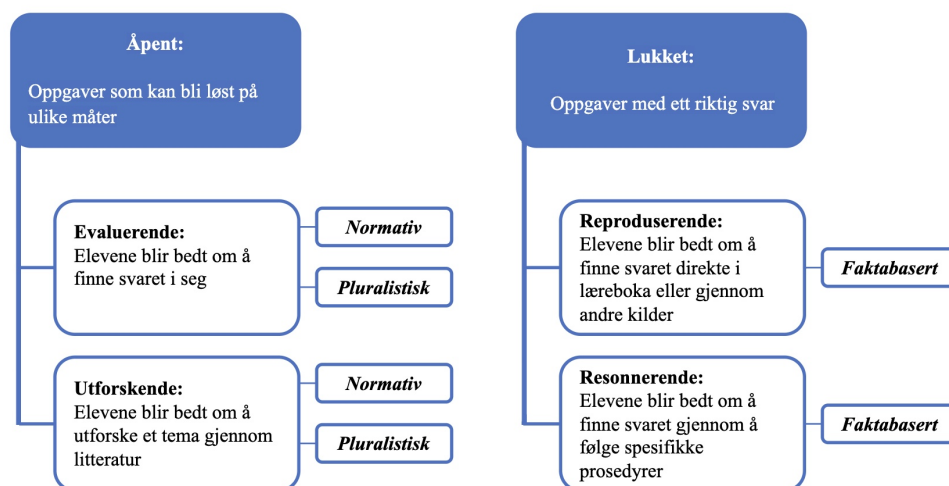 Åpent:
Oppgaver som kan bli løst på
ulike måter
Evaluerende:
Elevene blir bedt om å
finne svaret i seg
Normativ
Pluralistisk
Utforskende:
Elevene blir bedt om å
utforske et tema gjennom
litteratur
Normativ
Pluralistisk
Lukket:
Oppgaver med ett riktig svar
Reproduserende:
Elevene blir bedt om å
finne svaret direkte i
læreboka eller gjennom
andre kilder
Faktabasert
Resonnerende:
Elevene blir bedt om å
finne svaret gjennom å
følge spesifikke
prosedyrer
Faktabasert